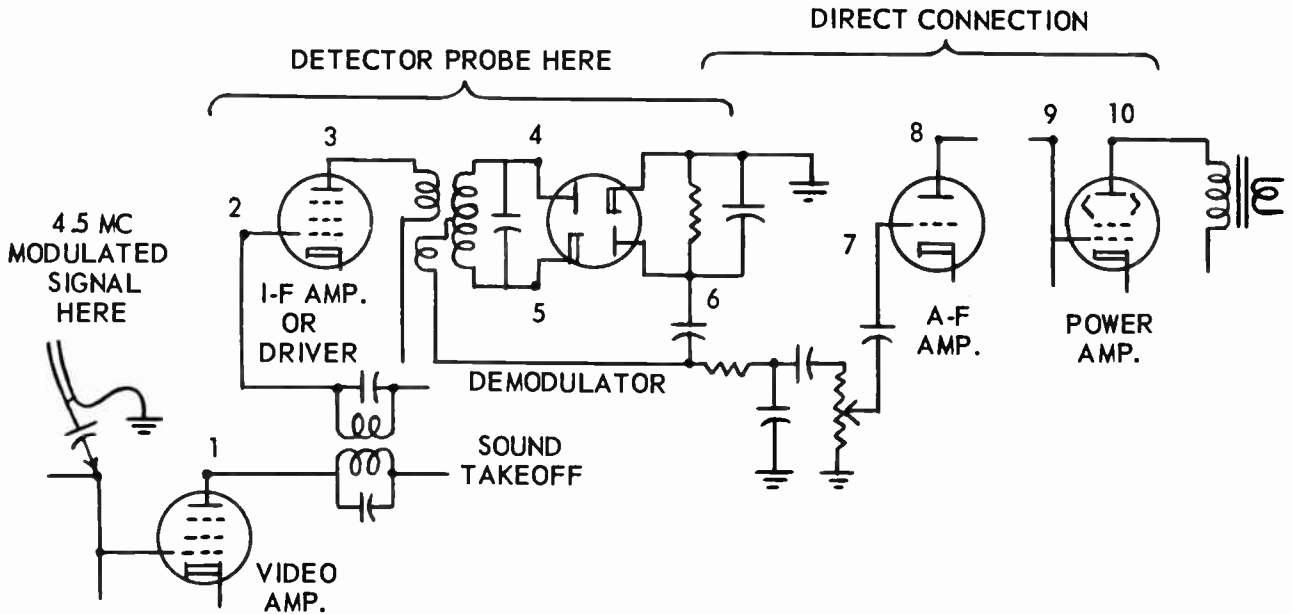 DIRECT CONNECTION
DETECTOR PROBE HERE
3
4
8
9
10
2
4.5 MC
MODULATED
SIGNAL
HERE
7
I-F AMP.
OR
DRIVER
5
6
A-F
AMP.
POWER
AMP.
DEMODULATOR
1
SOUND
TAKEOFF
VIDEO
AMP.